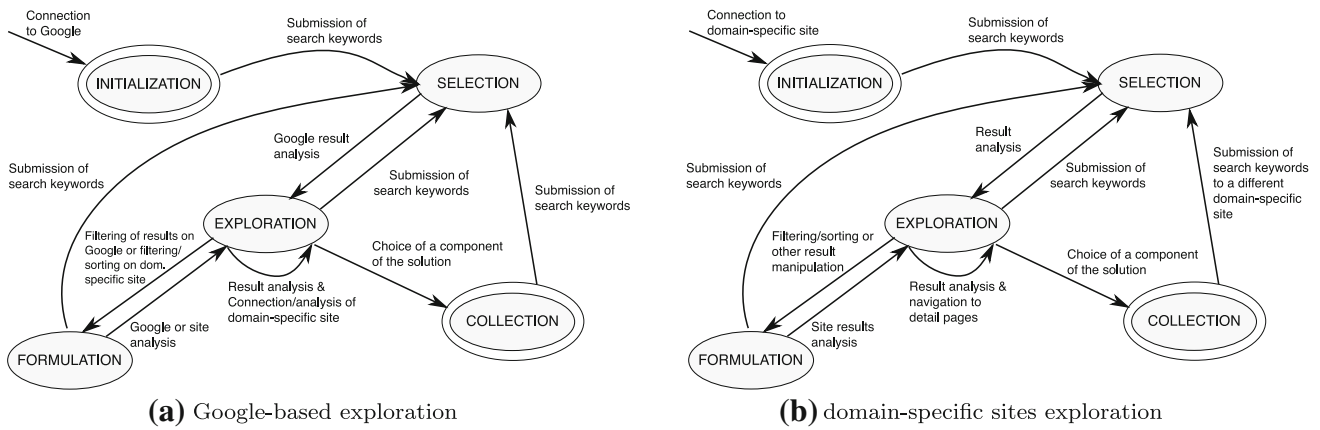 Connection
to Google
Submission of
search keywords
INITIALIZATION
SELECTION
Google result
analysis
Submission of
search keywords
Submission of
search keywords
Submission of
search keywords
EXPLORATION
Filtering of results on
Google or filtering/
sorting on dom.
specific site
Choice of a component
of the solution
Result analysis &
Connection/analysis of
domain-specific site
Google or site
analysis
COLLECTION
FORMULATION
(a) Google-based exploration
Connection to
domain-specific site
Submission of
search keywords
INITIALIZATION
SELECTION
Result
analysis
Submission of
search keywords
Submission of
search keywords
Submission of
search keywords
to a different
domain-specific
site
EXPLORATION
Filtering/sorting or
other result
manipulation
Choice of a component
of the solution
Result analysis &
navigation to
detail pages
Site results
analysis
COLLECTION
FORMULATION
(b) domain-specific sites exploration